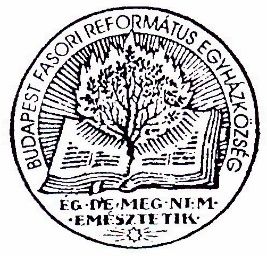 BUDAPEST FASORI REFORMÁTUS EGYHÁZKÖZSÉG
ÉG·DE·MEG·NEM·
·EMÉSZTETIK·